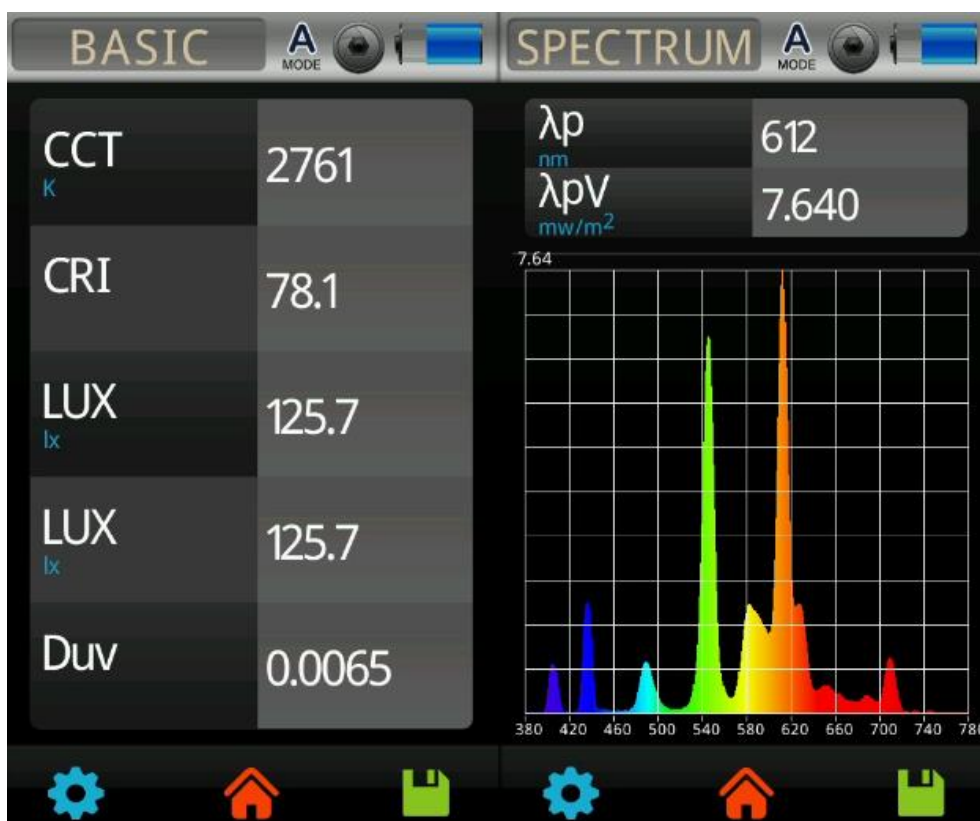 BASIC
A
MODE
CCT
K
2761
CRI
78.1
LUX
lx
125.7
LUX
lx
125.7
Duv
0.0065
SPECTRUM
A
MODE
λp
nm
612
λpV
mw/m2
7.640
7.64
380 420 460 500 540 580 620 660 700 740 780